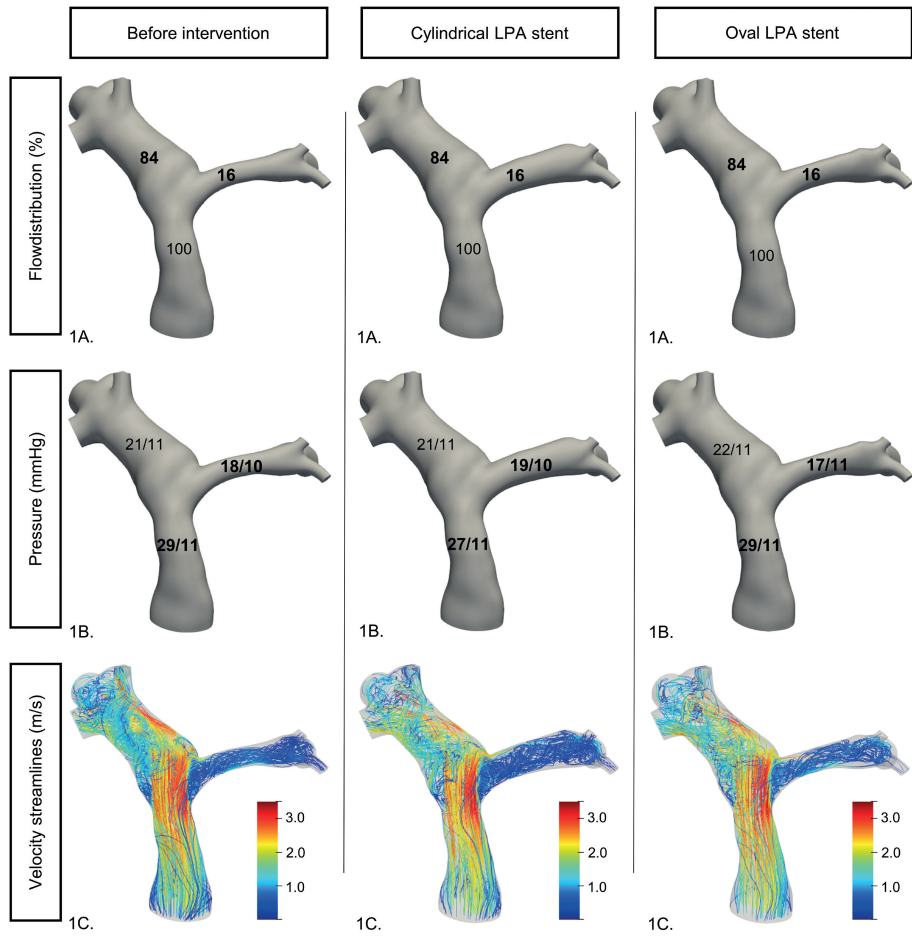 Before intervention
Cylindrical LPA stent
Oval LPA stent
Flowdistribution (%)
84
16
100
1A.
84
16
100
1A.
84
16
100
1A.
Pressure (mmHg)
21/11
18/10
29/11
1B.
21/11
19/10
27/11
1B.
22/11
17/11
29/11
1B.
Velocity streamlines (m/s)
3.0
2.0
1.0
1C.
3.0
2.0
1.0
1C.
3.0
2.0
1.0
1C.